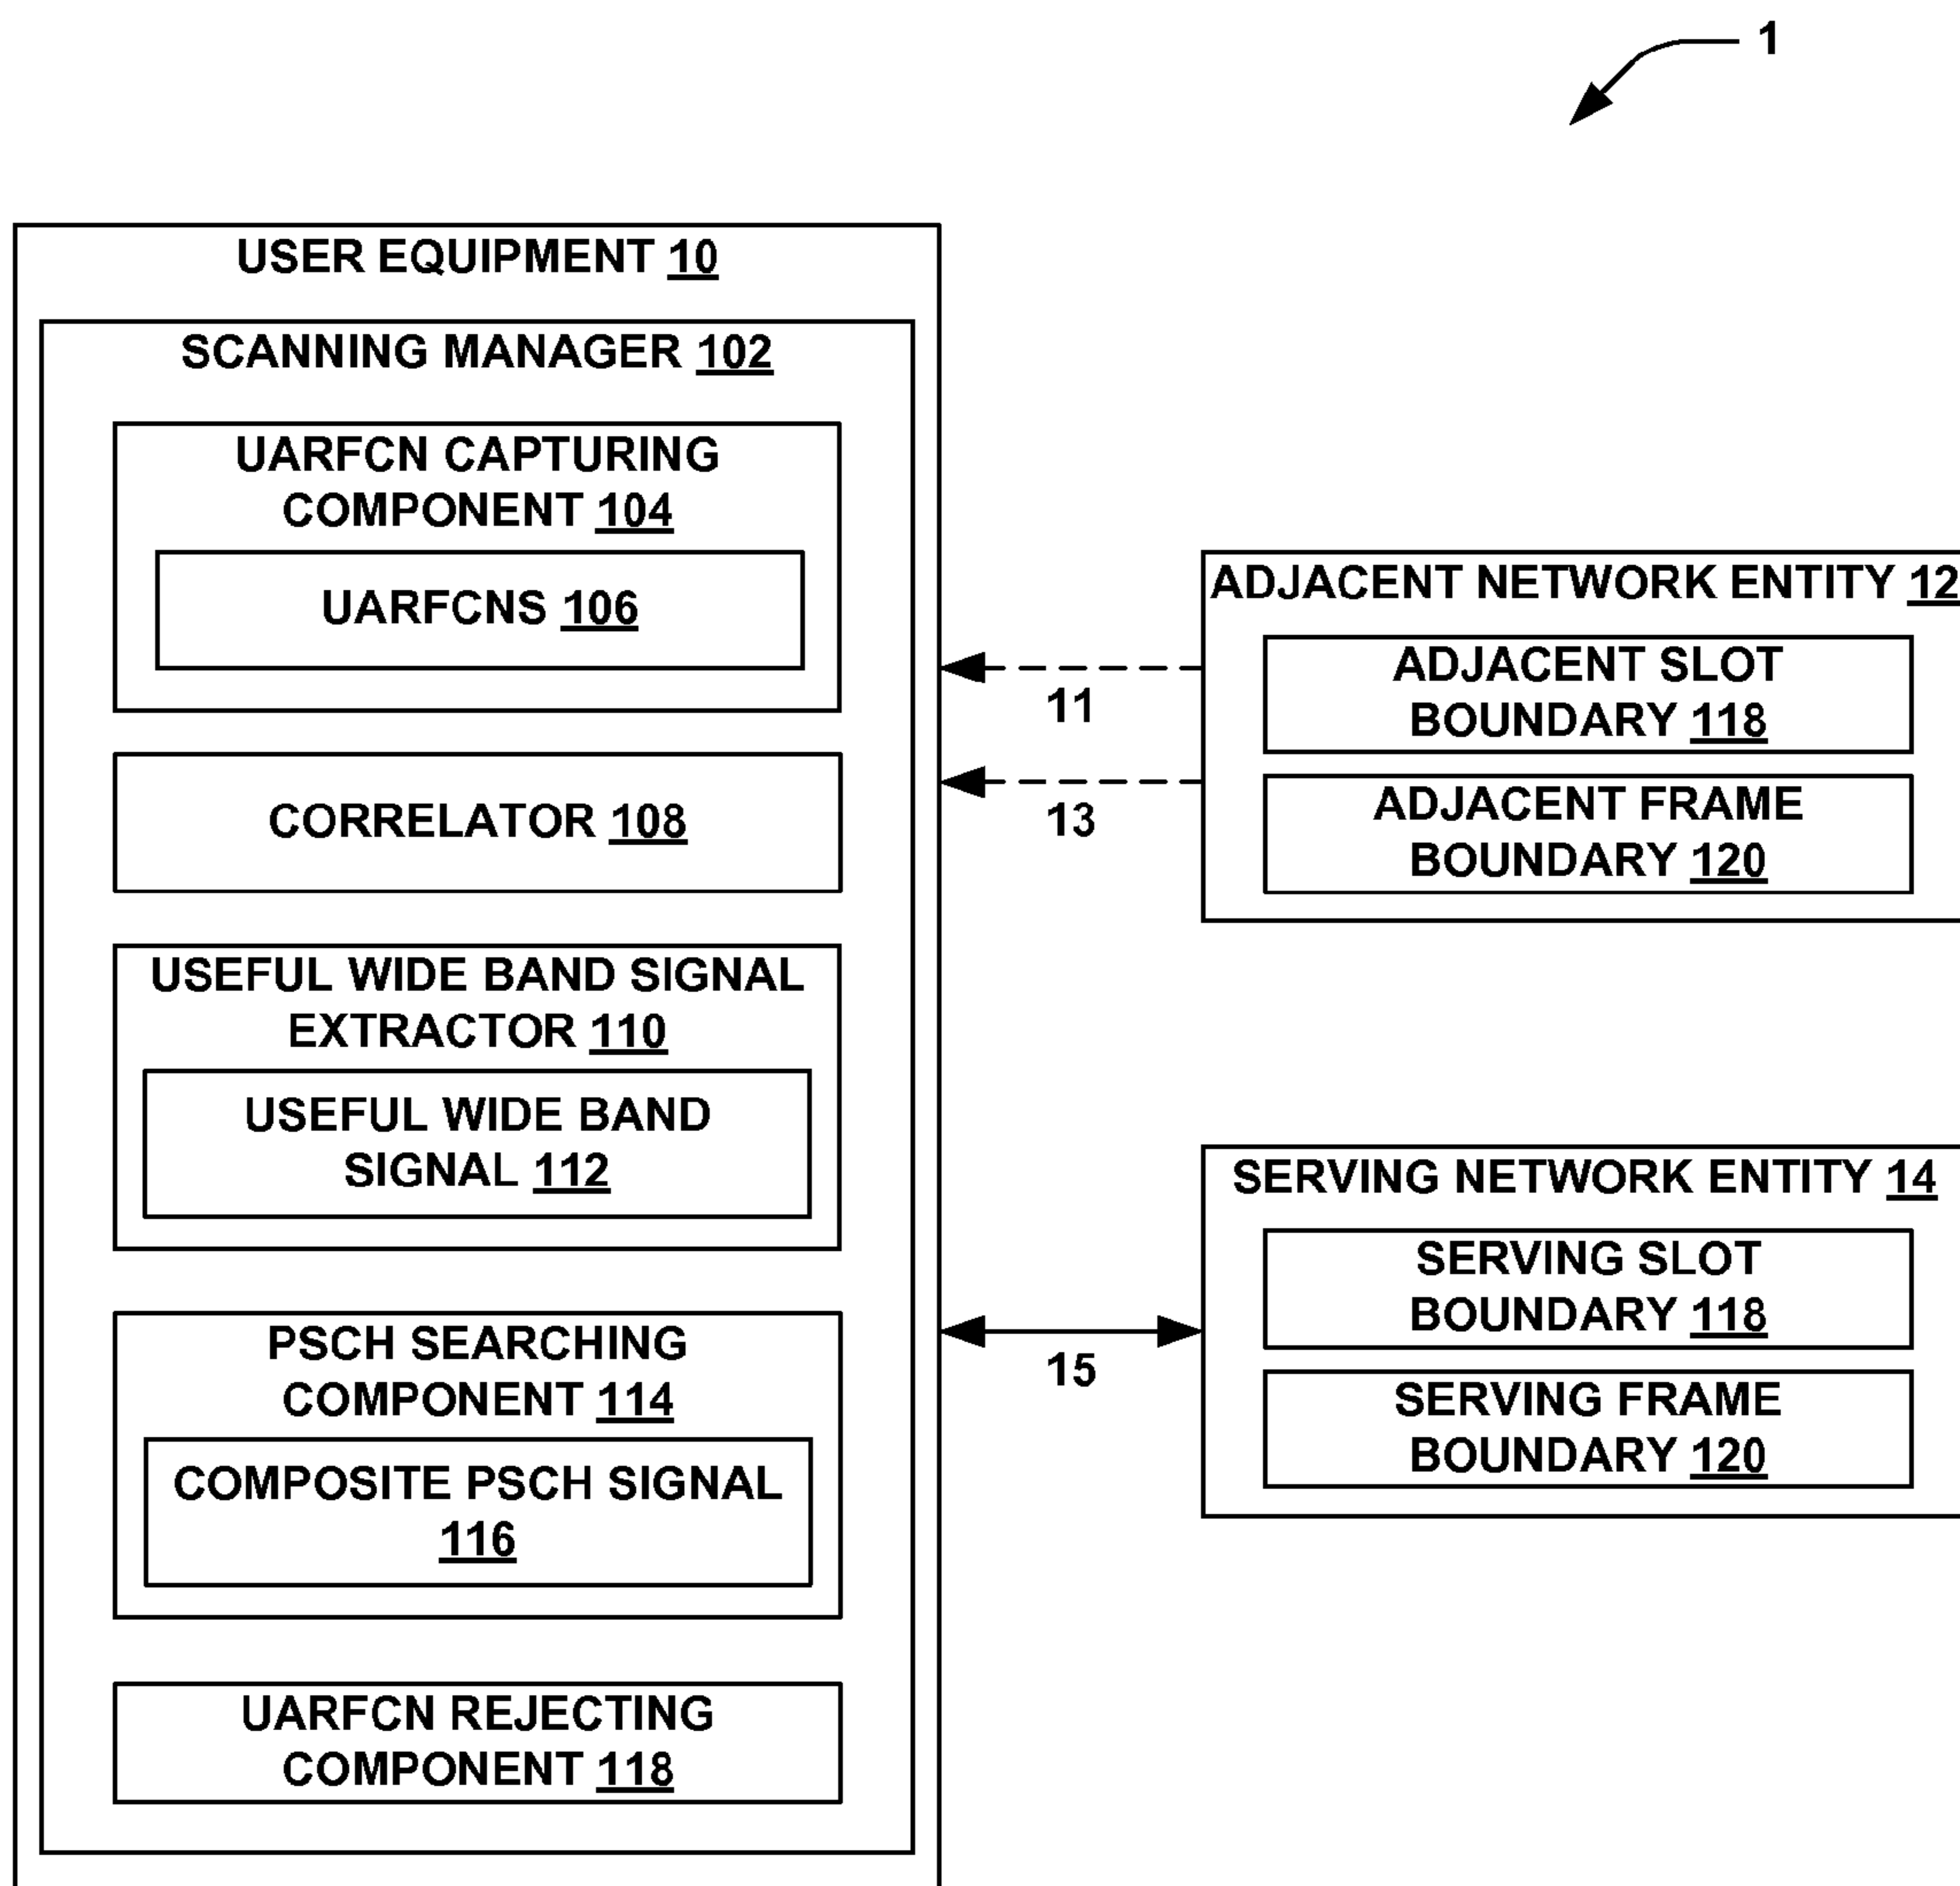 1
USER EQUIPMENT 10
SCANNING MANAGER 102
UARFCN CAPTURING
COMPONENT 104
UARFCNS 106
CORRELATOR 108
USEFUL WIDE BAND SIGNAL
EXTRACTOR 110
USEFUL WIDE BAND
SIGNAL 112
PSCH SEARCHING
COMPONENT 114
COMPOSITE PSCH SIGNAL
116
UARFCN REJECTING
COMPONENT 118
11
13
15
ADJACENT NETWORK ENTITY 12
ADJACENT SLOT
BOUNDARY 118
ADJACENT FRAME
BOUNDARY 120
SERVING NETWORK ENTITY 14
SERVING SLOT
BOUNDARY 118
SERVING FRAME
BOUNDARY 120